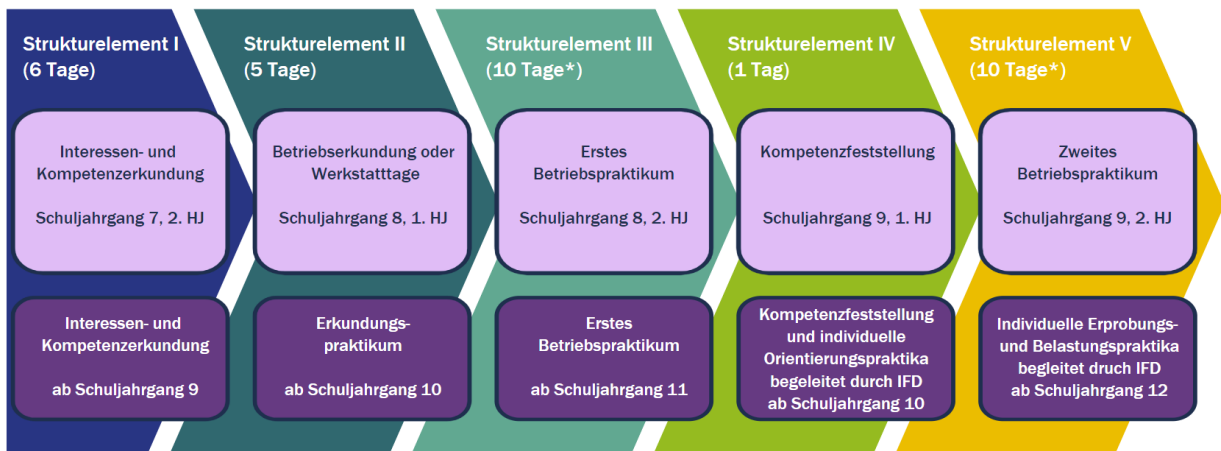 Strukturelement I
(6 Tage)
Strukturelement II
(5 Tage)
Strukturelement III
(10 Tage*)
Strukturelement IV
(1 Tag)
Strukturelement V
(10 Tage*)
Interessen- und
Kompetenzerkundung
Schuljahrgang 7, 2. HJ
Betriebserkundung oder
Werkstatttage
Schuljahrgang 8, 1. HJ
Erstes
Betriebspraktikum
Schuljahrgang 8, 2. HJ
Kompetenzfeststellung
Schuljahrgang 9, 1. HJ
Zweites
Betriebspraktikum
Schuljahrgang 9, 2. HJ
Interessen- und
Kompetenzerkundung
ab Schuljahrgang 9
Erkundungs-
praktikum
ab Schuljahrgang 10
Erstes
Betriebspraktikum
ab Schuljahrgang 11
Kompetenzfeststellung
und individuelle
Orientierungspraktika
begeleitet durch IFD
ab Schuljahrgang 10
Individuelle Erprobungs-
und Belastungspraktika
begleitet druch IFD
ab Schuljahrgang 12